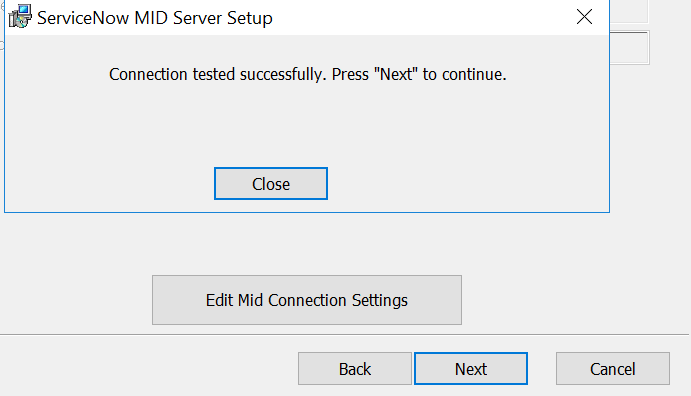 ServiceNow MID Server Setup
Connection tested successfully. Press "Next" to continue.
Close
Edit Mid Connection Settings
Back
Next
Cancel